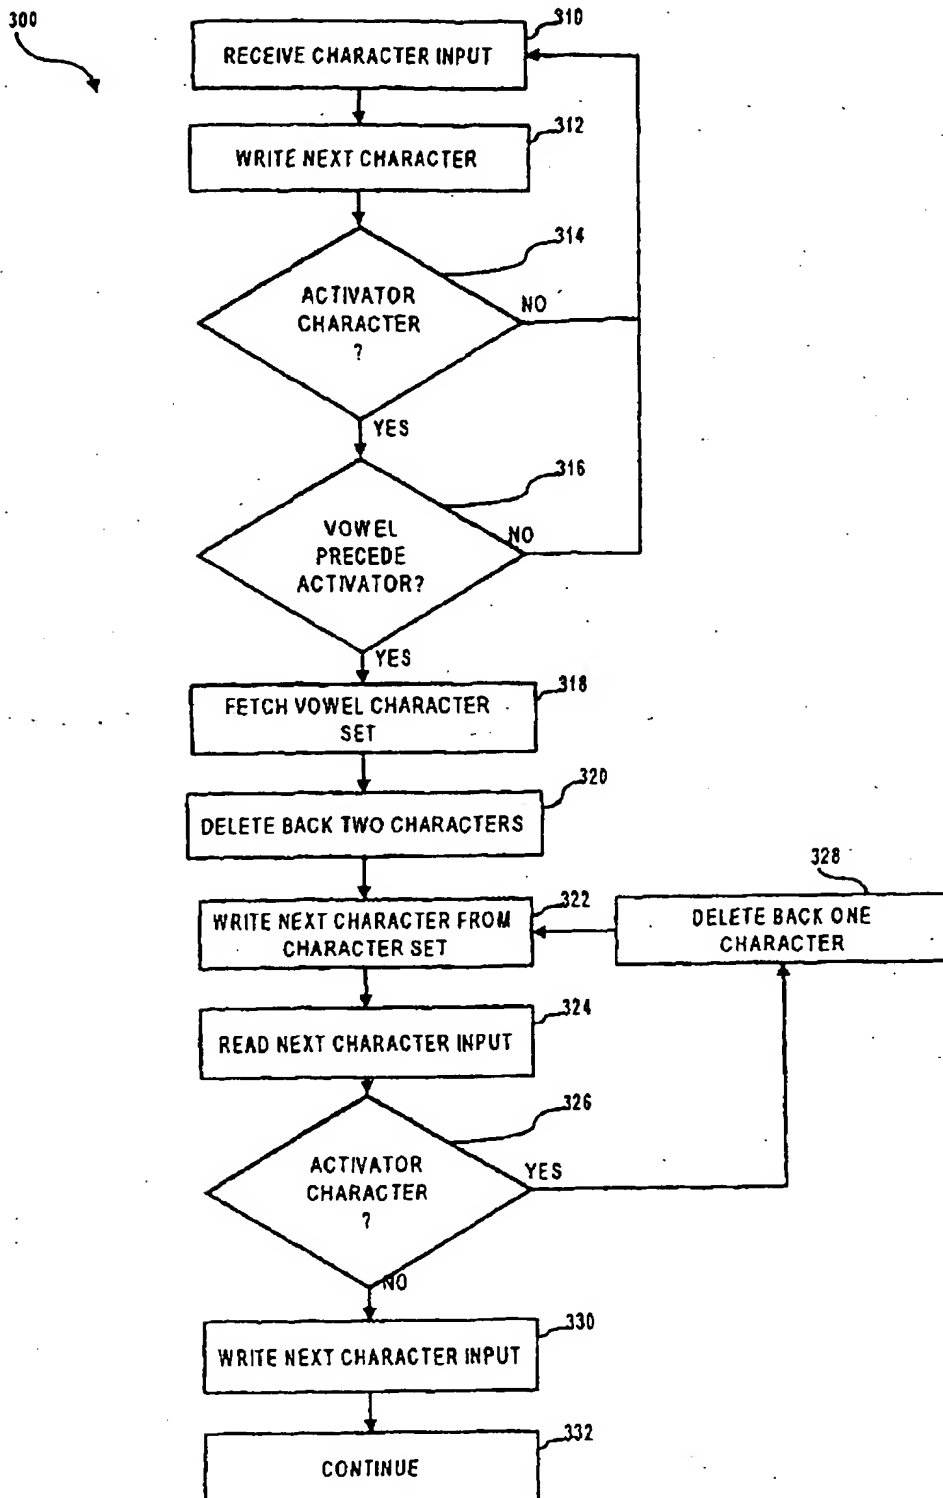 300
310
RECEIVE CHARACTER INPUT
312
WRITE NEXT CHARACTER
314
ACTIVATOR
CHARACTER
?
NO
YES
316
VOWEL
PRECEDE
ACTIVATOR?
NO
YES
318
FETCH VOWEL CHARACTER
SET
320
DELETE BACK TWO CHARACTERS
322
WRITE NEXT CHARACTER FROM
CHARACTER SET
328
DELETE BACK ONE
CHARACTER
324
READ NEXT CHARACTER INPUT
326
ACTIVATOR
CHARACTER
?
YES
NO
330
WRITE NEXT CHARACTER INPUT
332
CONTINUE